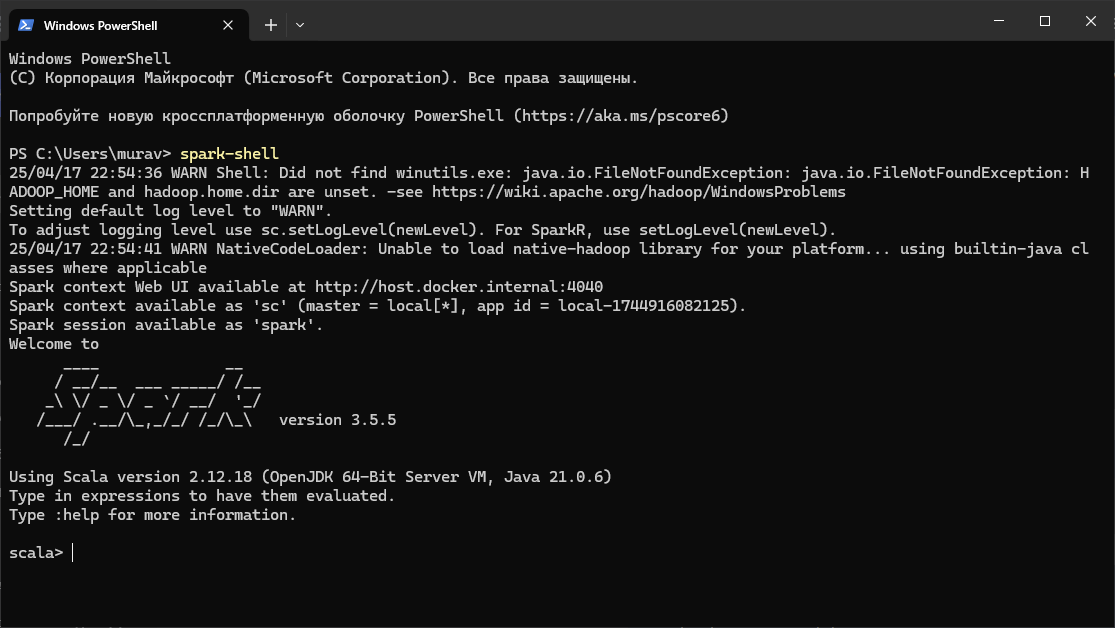 Windows PowerShell
Windows PowerShell
(C) Корпорация Майкрософт (Microsoft Corporation). Все права защищены.
Попробуйте новую кроссплатформенную оболочку PowerShell (https://aka.ms/pscore6)
PS C:\Users\murav> spark-shell
25/04/17 22:54:36 WARN Shell: Did not find winutils.exe: java.io.FileNotFoundException: java.io.FileNotFoundException: H
ADOOP_HOME and hadoop.home.dir are unset. -see https://wiki.apache.org/hadoop/WindowsProblems
Setting default log level to "WARN".
To adjust logging level use sc.setLogLevel(newLevel). For SparkR, use setLogLevel(newLevel).
25/04/17 22:54:41 WARN NativeCodeLoader: Unable to load native-hadoop library for your platform... using builtin-java cl
asses where applicable
Spark context Web UI available at http://host.docker.internal:4040
Spark context available as 'sc' (master = local[*], app id = local-1744916082125).
Spark session available as 'spark'.
Welcome to
      ____              __
     / __/__  ___ _____/ /__
    _\ \/ _ \/ _ `/ __/  '_/
   /___/ .__/\_,_/_/ /_/\_\   version 3.5.5
      /_/
Using Scala version 2.12.18 (OpenJDK 64-Bit Server VM, Java 21.0.6)
Type in expressions to have them evaluated.
Type :help for more information.
scala>